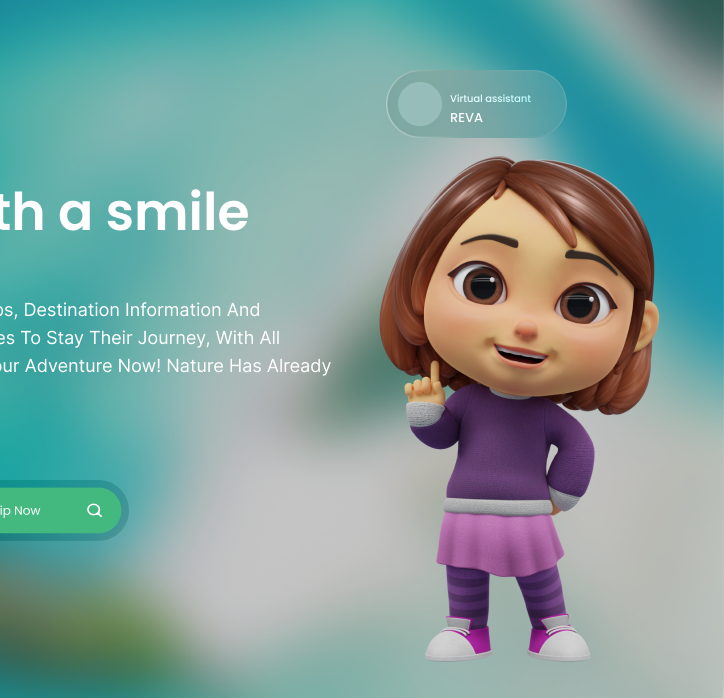 Virtual assistant
REVA
th a smile
os, Destination Information And
es To Stay Their Journey, With All
our Adventure Now! Nature Has Already
ip Now